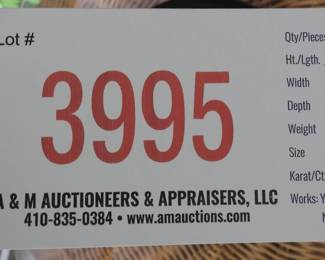 Lot #
3995
A & M AUCTIONEERS & APPRAISERS, LLC
410-835-0384 • www.amauctions.com
Qty/Pieces
Ht./Lgth.
Width
Depth
Weight
Size
Karat/Ct
Works: Y